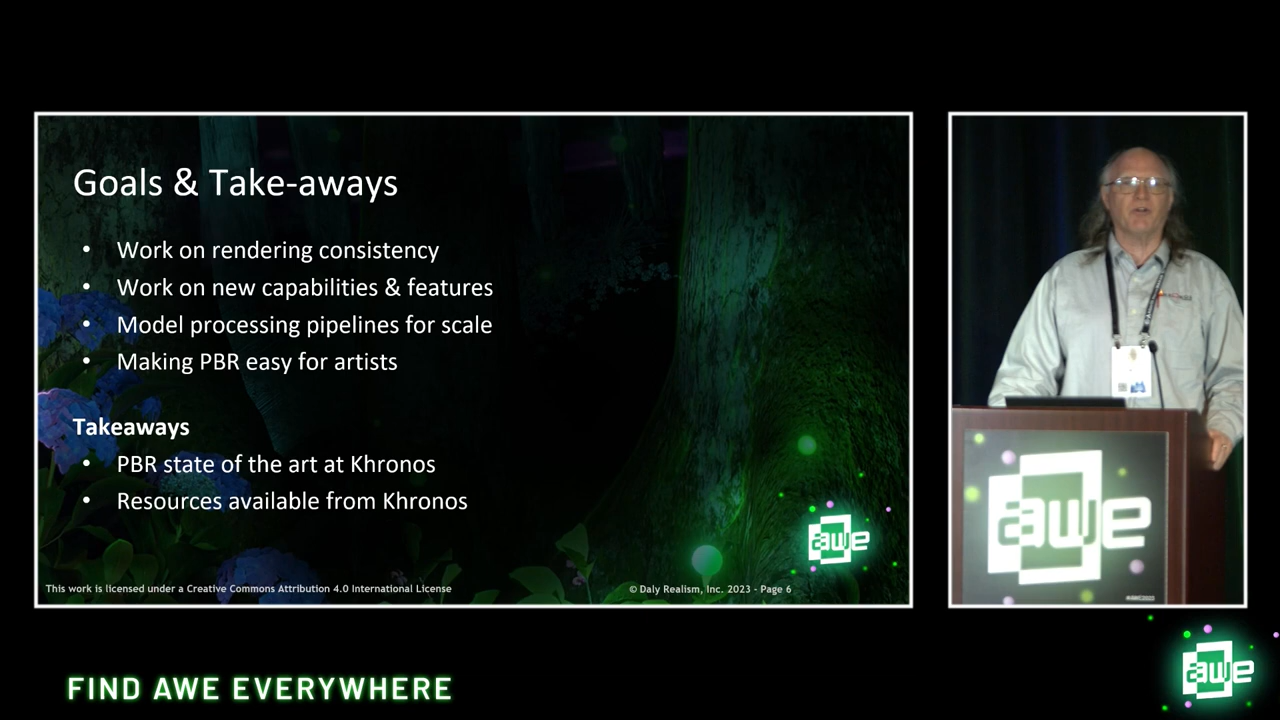 Goals & Take-aways
• Work on rendering consistency
• Work on new capabilities & features
• Model processing pipelines for scale
• Making PBR easy for artists
Takeaways
• PBR state of the art at Khronos
• Resources available from Khronos
awe
This work is licensed under a Creative Commons Attribution 4.0 International License
© Daly Realism, Inc. 2023 - Page 6
awe
FIND AWE EVERYWHERE
awe